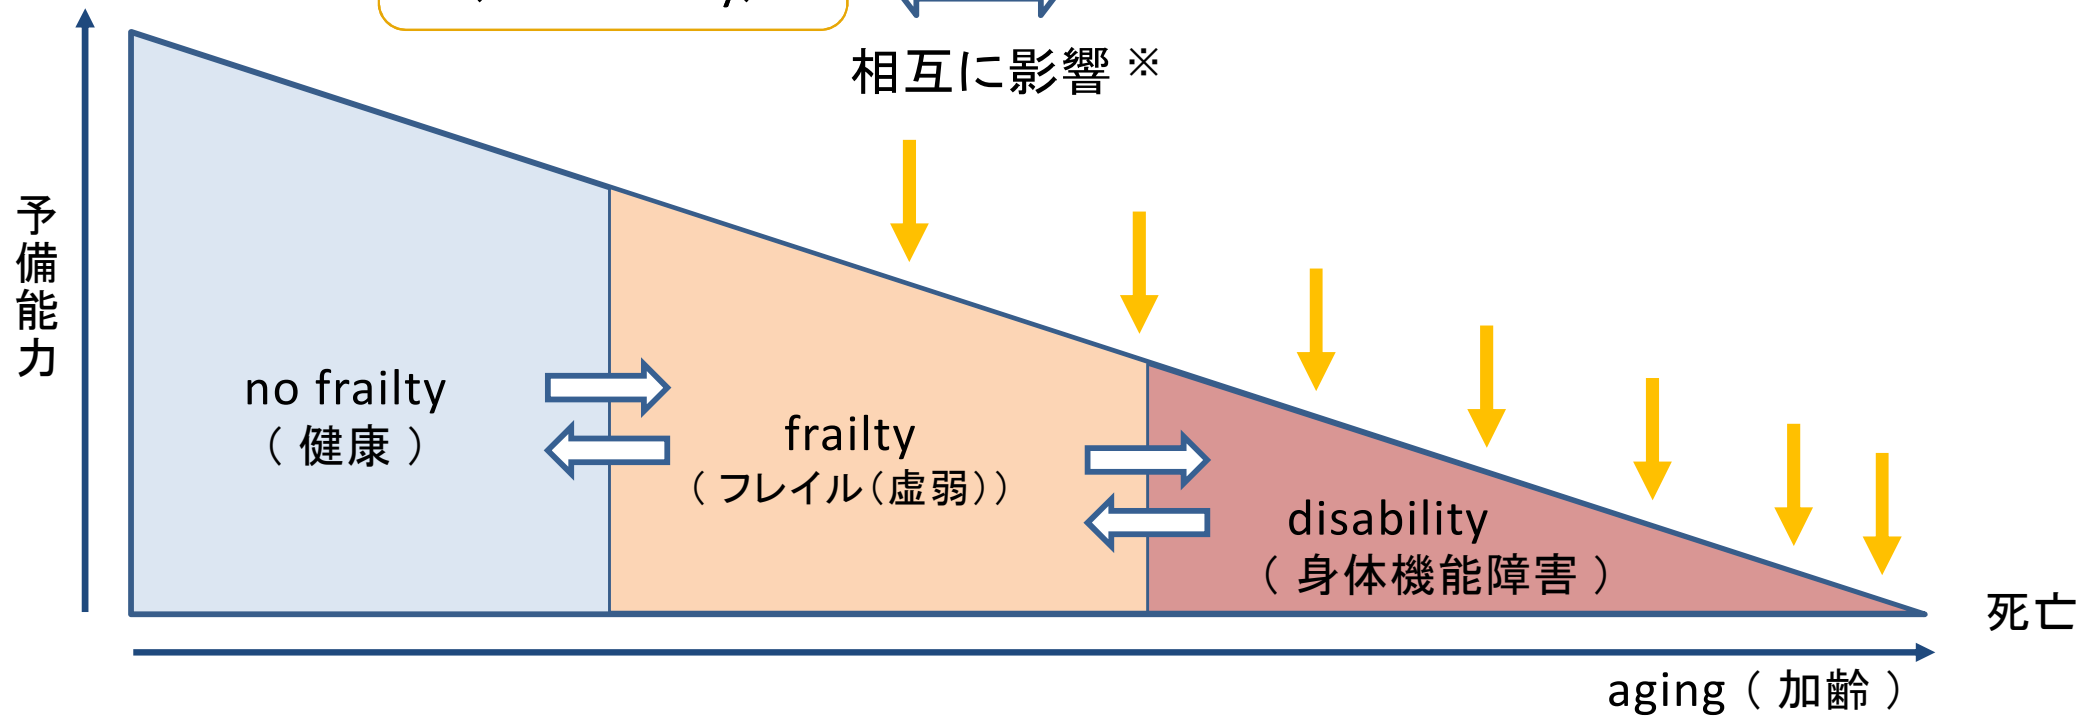 相互に影響※
予備能力
no frailty
（ 健康 ）
frailty
（ フレイル（虚弱））
disability
（ 身体機能障害 ）
死亡
aging（ 加齢 ）